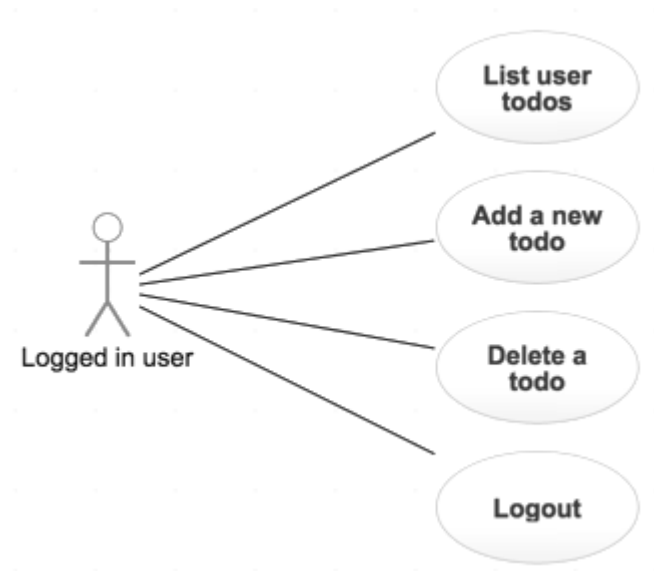 List user
todos
Add a new
todo
Logged in user
Delete a
todo
Logout